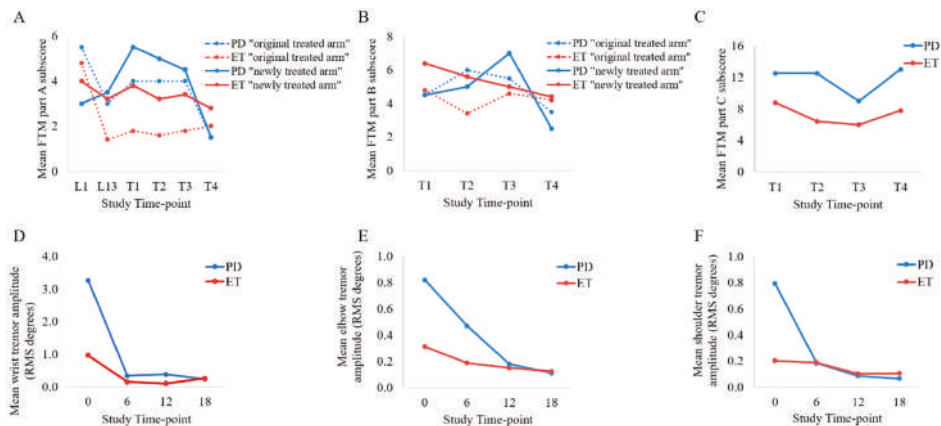 A
Mean FTM part A subscore
6
4
2
0
L1 L13 T1 T2 T3 T4
Study Time-point
PD "original treated arm"
ET "original treated arm"
PD "newly treated arm"
ET "newly treated arm"
B
Mean FTM part B subscore
8
6
4
2
0
T1 T2 T3 T4
Study Time-point
PD "original treated arm"
ET "original treated arm"
PD "newly treated arm"
ET "newly treated arm"
C
Mean FTM part C subscore
16
12
8
4
0
T1 T2 T3 T4
Study Time-point
PD
ET
D
Mean wrist tremor amplitude
(RMS degrees)
4.0
3.0
2.0
1.0
0.0
0 6 12 18
Study Time-point
PD
ET
E
Mean elbow tremor
amplitude (RMS degrees)
1.0
0.8
0.6
0.4
0.2
0.0
0 6 12 18
Study Time-point
PD
ET
F
Mean shoulder tremor
amplitude (RMS degrees)
1.0
0.8
0.6
0.4
0.2
0.0
0 6 12 18
Study Time-point
PD
ET